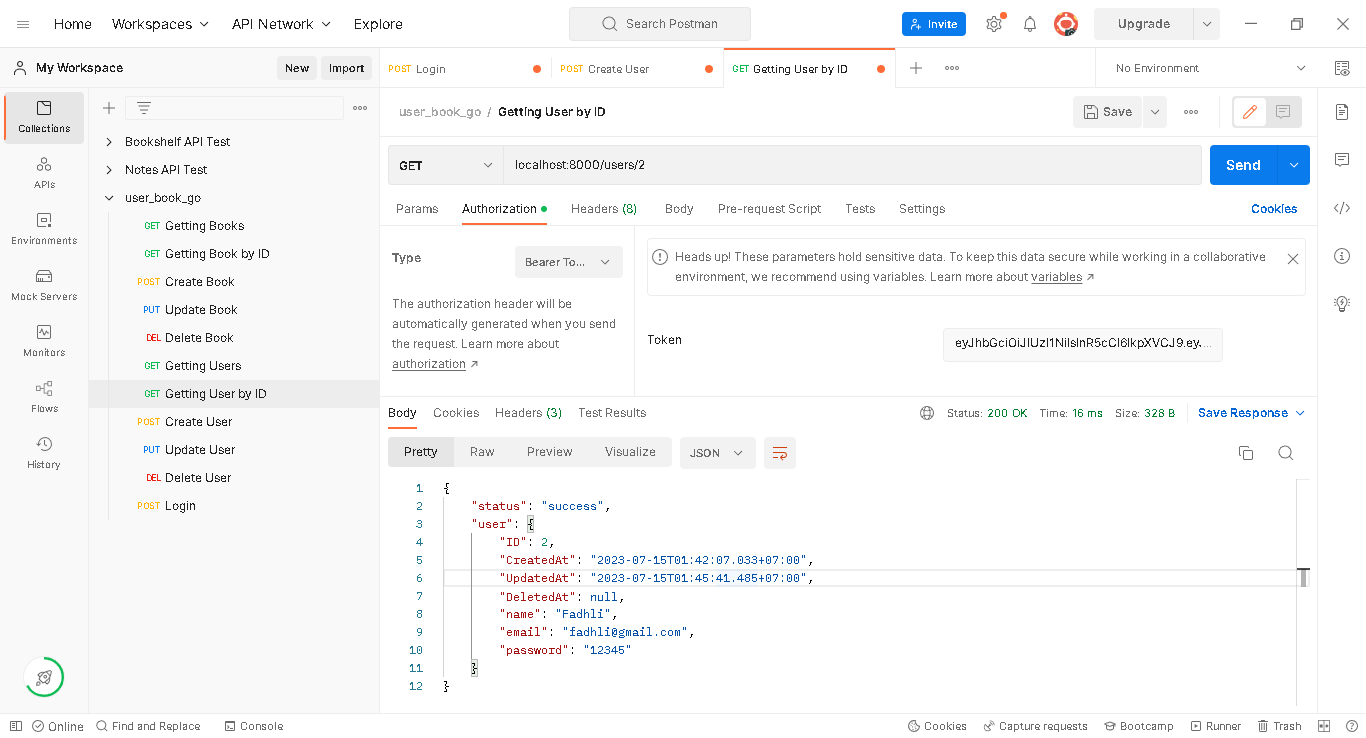 Home Workspaces API Network Explore Search Postman Invite Upgrade
My Workspace New Import
POST Login POST Create User GET Getting User by ID No Environment
Collections
APIs
Environments
Mock Servers
Monitors
Flows
History
Bookshelf API Test
Notes API Test
user_book_go
GET Getting Books
GET Getting Book by ID
POST Create Book
PUT Update Book
DEL Delete Book
GET Getting Users
GET Getting User by ID
POST Create User
PUT Update User
DEL Delete User
POST Login
user_book_go / Getting User by ID Save
GET localhost:8000/users/2 Send
Params Authorization Headers (8) Body Pre-request Script Tests Settings Cookies
Type Bearer To...
The authorization header will be
automatically generated when you send
the request. Learn more about
authorization ↗
Heads up! These parameters hold sensitive data. To keep this data secure while working in a collaborative
environment, we recommend using variables. Learn more about variables ↗
Token
Body Cookies Headers (3) Test Results Status: 200 OK Time: 16 ms Size: 328 B Save Response
Pretty Raw Preview Visualize JSON
1 {
2 "status": "success",
3 "user": {
4 "ID": 2,
5 "CreatedAt": "2023-07-15T01:42:07.033+07:00",
6 "UpdatedAt": "2023-07-15T01:45:41.485+07:00",
7 "DeletedAt": null,
8 "name": "Fadhli",
9 "email": "fadhli@gmail.com",
10 "password": "12345"
11 }
12 }
Online Find and Replace Console Cookies Capture requests Bootcamp Runner Trash